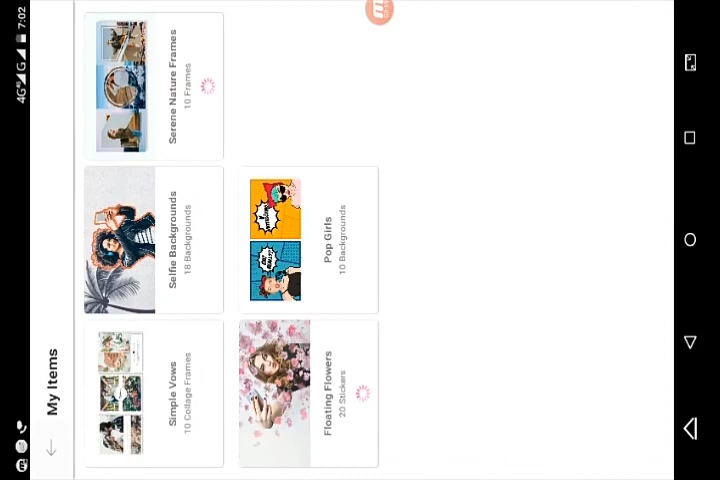 4G G 7:02
My Items
Simple Vows
10 Collage Frames
Selfie Backgrounds
18 Backgrounds
Serene Nature Frames
10 Frames
Floating Flowers
20 Stickers
Pop Girls
10 Backgrounds